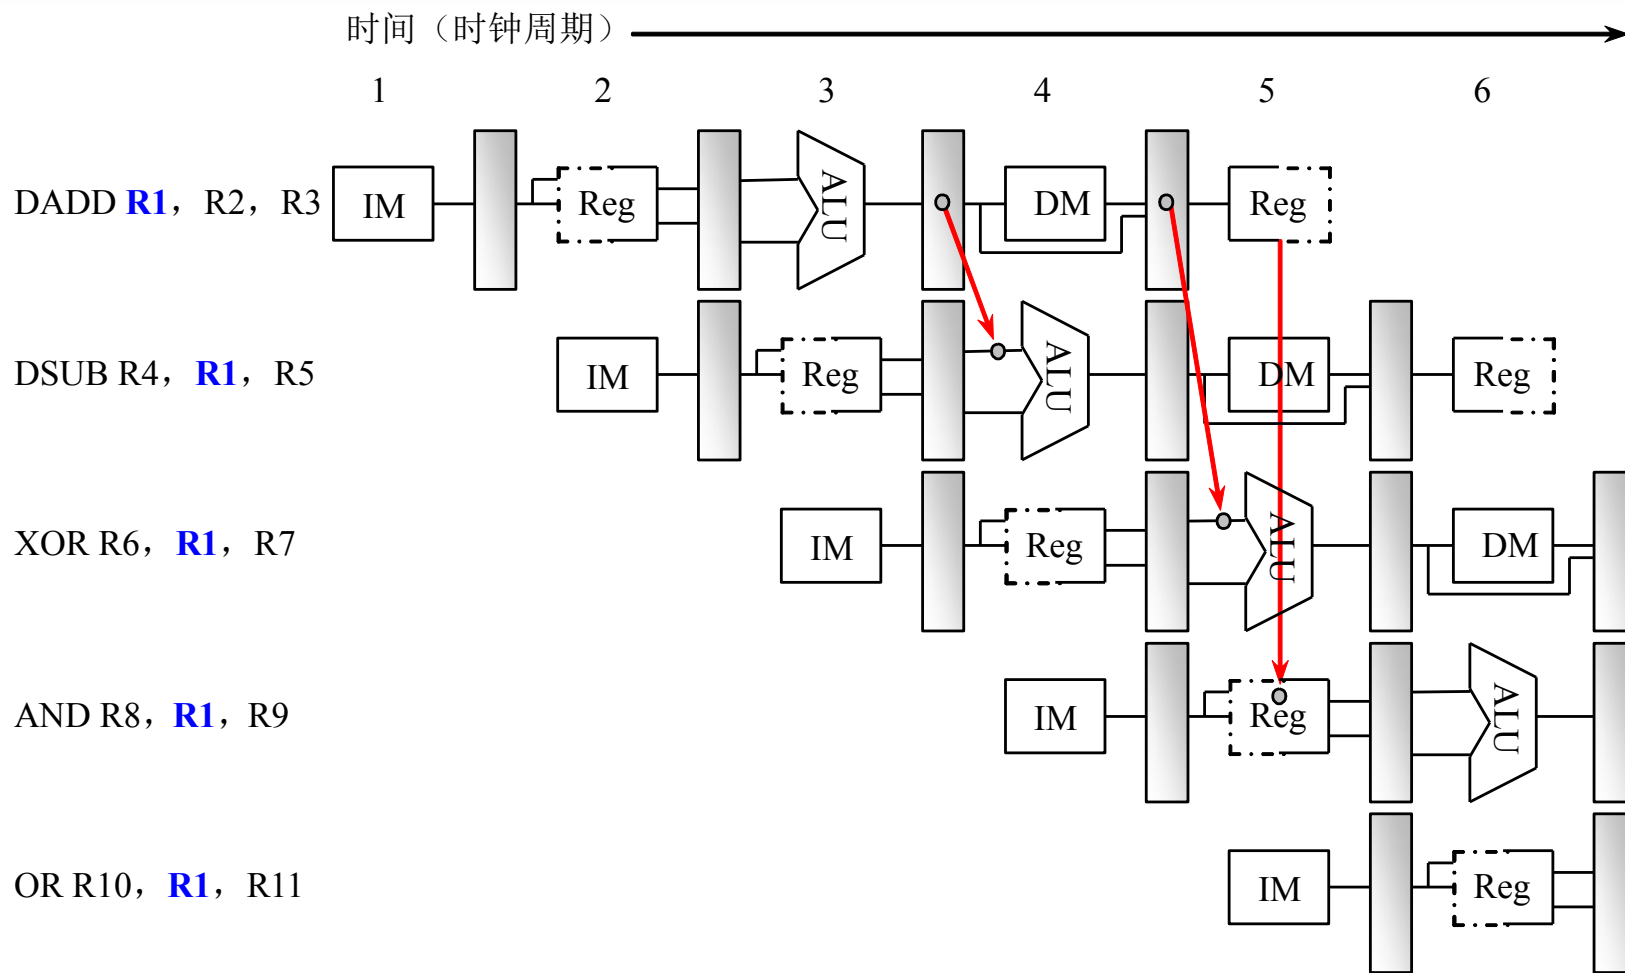 时间（时钟周期）
1 2 3 4 5 6
DADD R1，R2，R3 IM Reg ALU DM Reg
DSUB R4，R1，R5 IM Reg ALU DM Reg
XOR R6，R1，R7 IM Reg ALU DM
AND R8，R1，R9 IM Reg ALU
OR R10，R1，R11 IM Reg